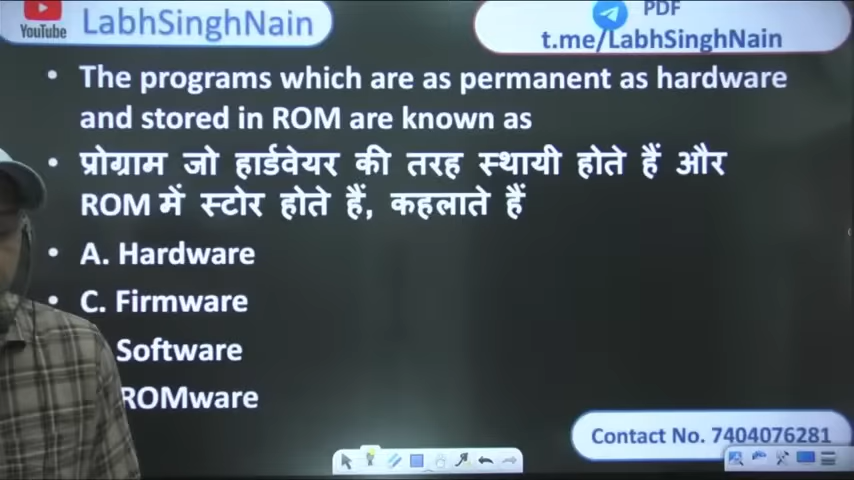 YouTube
LabhSinghNain
PDF
t.me/LabhSinghNain
• The programs which are as permanent as hardware
and stored in ROM are known as
• प्रोग्राम जो हार्डवेयर की तरह स्थायी होते हैं और
ROM में स्टोर होते हैं, कहलाते हैं
• A. Hardware
• C. Firmware
Software
ROMware
Contact No. 7404076281